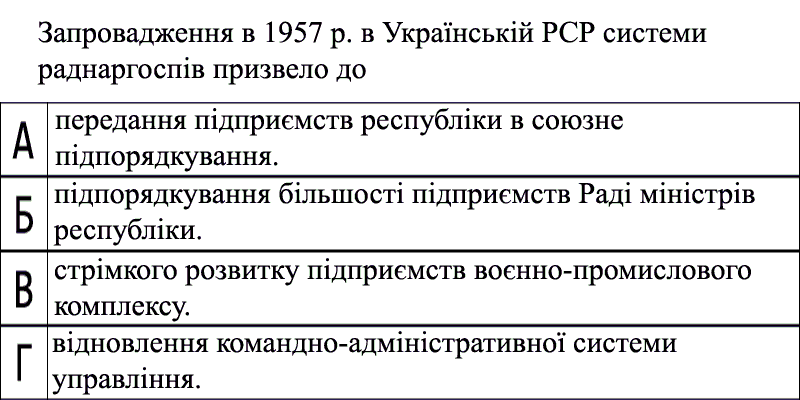 Запровадження в 1957 р. в Українській РСР системи
раднаргоспів призвело до
А
передання підприємств республіки в союзне
підпорядкування.
Б
підпорядкування більшості підприємств Раді міністрів
республіки.
В
стрімкого розвитку підприємств воєнно-промислового
комплексу.
Г
відновлення командно-адміністративної системи
управління.